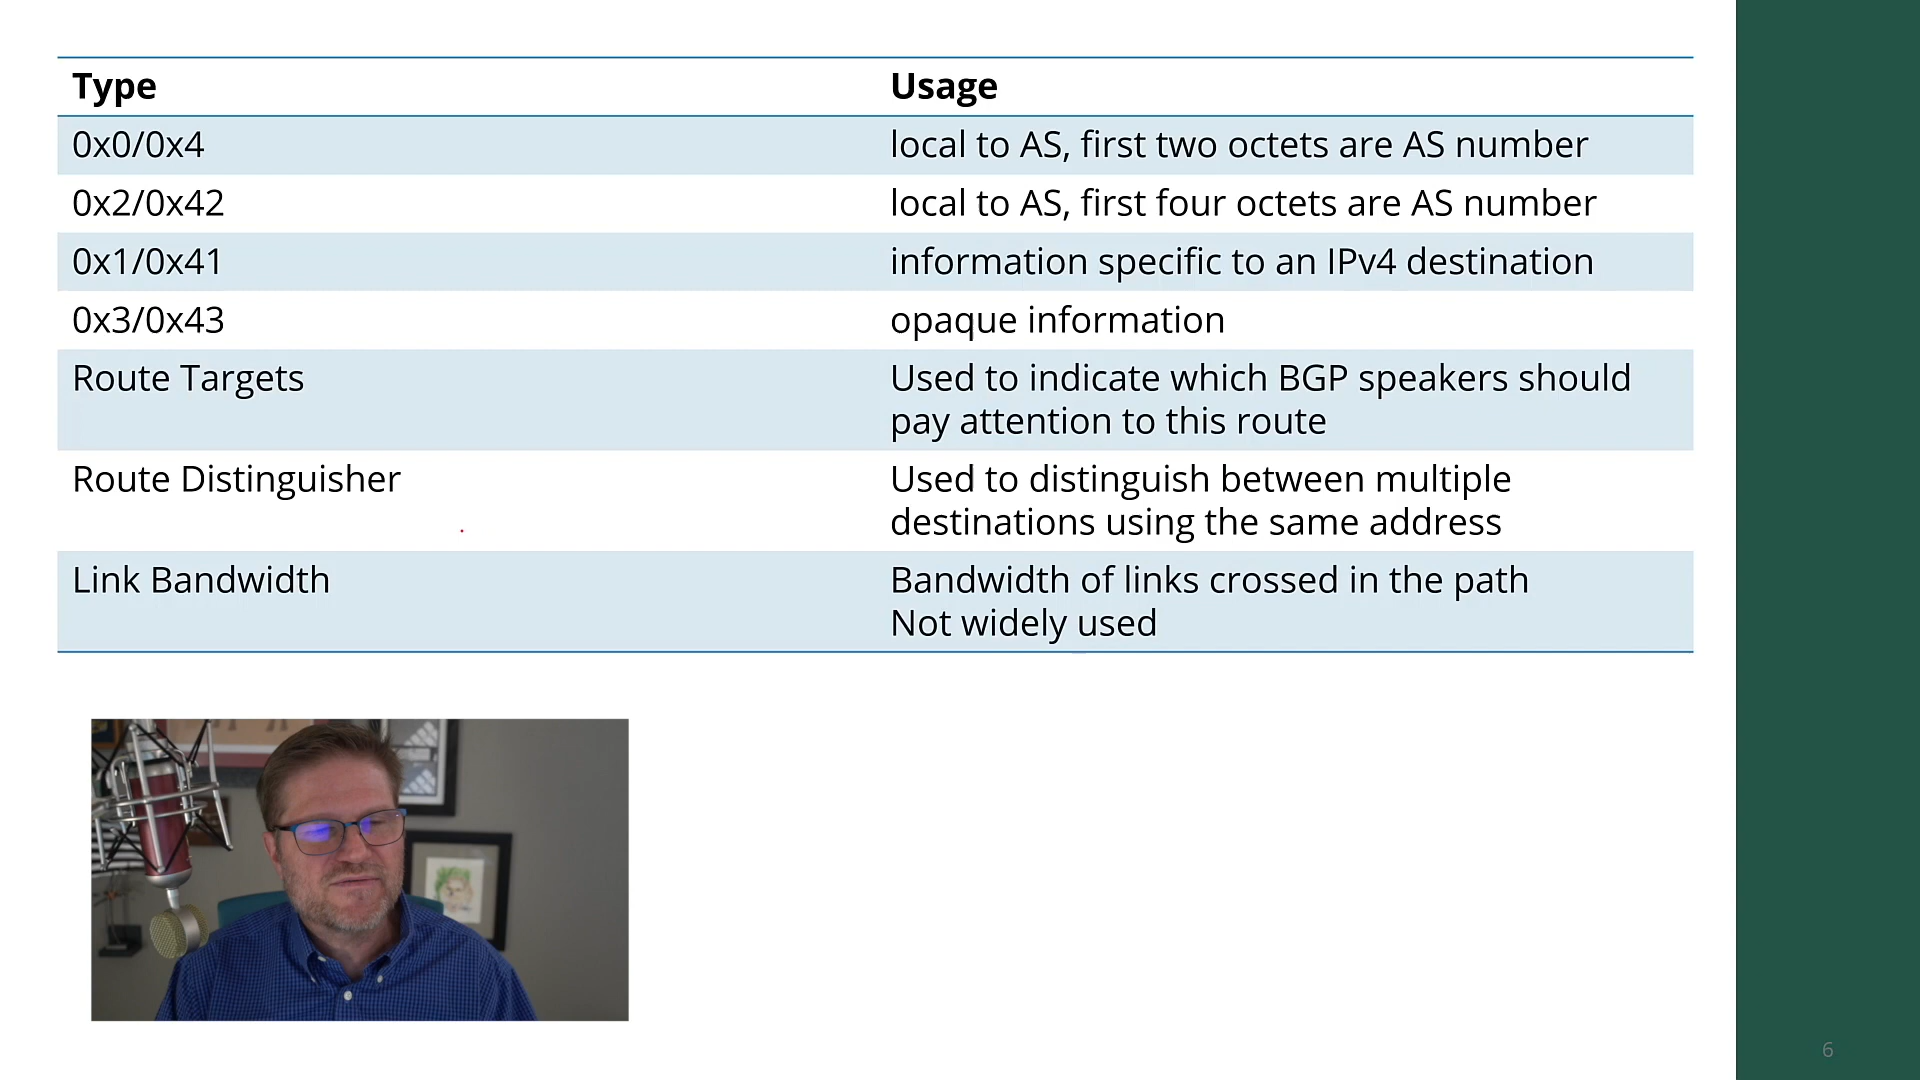 Type Usage
0x0/0x4 local to AS, first two octets are AS number
0x2/0x42 local to AS, first four octets are AS number
0x1/0x41 information specific to an IPv4 destination
0x3/0x43 opaque information
Route Targets Used to indicate which BGP speakers should
pay attention to this route
Route Distinguisher Used to distinguish between multiple
destinations using the same address
Link Bandwidth Bandwidth of links crossed in the path
Not widely used
6